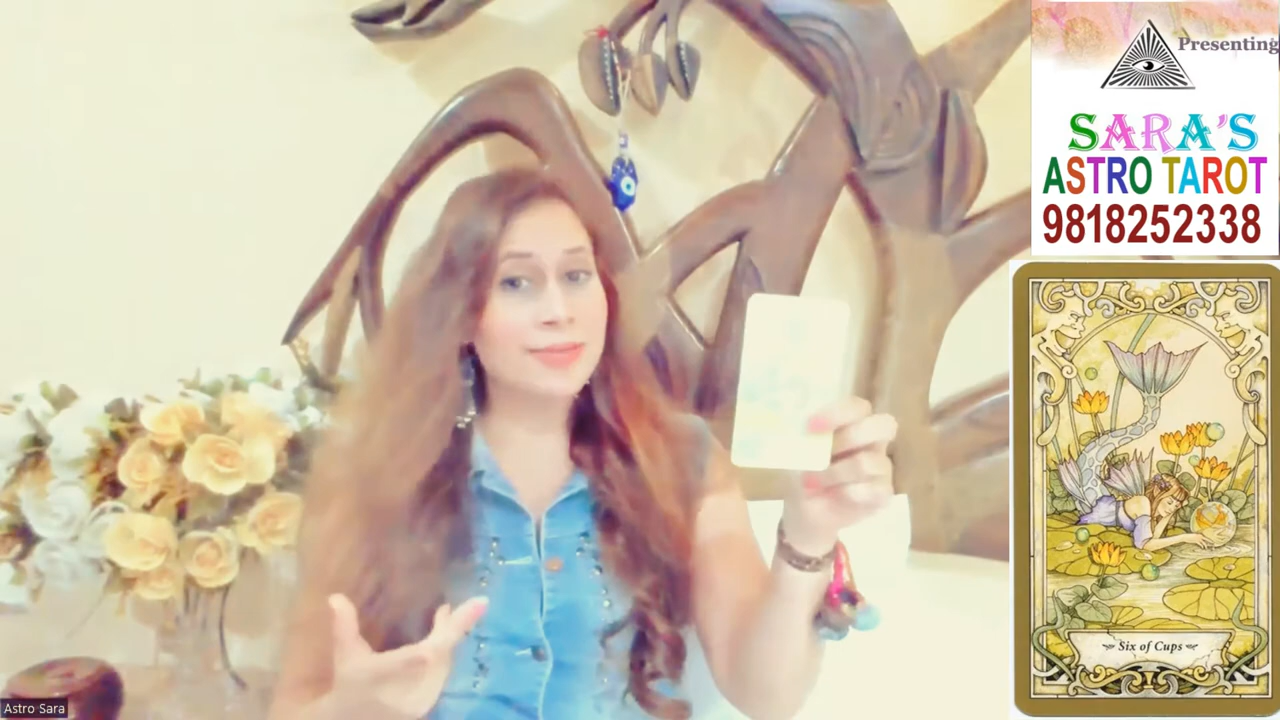 Presenting
SARA'S
ASTRO TAROT
9818252338
Six of Cups
Astro Sara